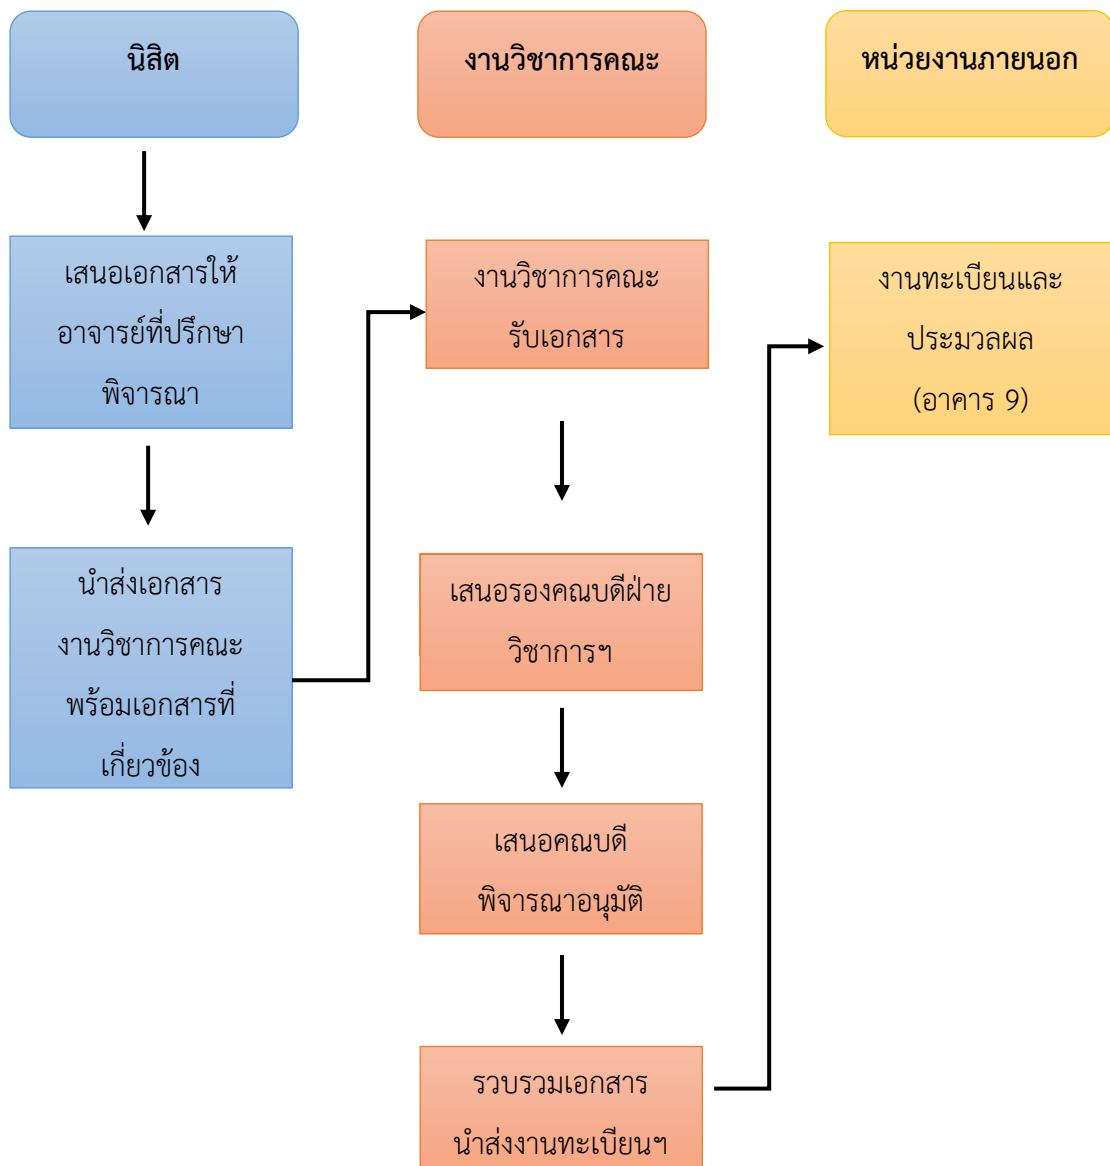 นิสิต
งานวิชาการคณะ
หน่วยงานภายนอก
เสนอเอกสารให้
อาจารย์ที่ปรึกษา
พิจารณา
นำส่งเอกสาร
งานวิชาการคณะ
พร้อมเอกสารที่
เกี่ยวข้อง
งานวิชาการคณะ
รับเอกสาร
เสนอรองคณบดีฝ่าย
วิชาการฯ
เสนอคณบดี
พิจารณาอนุมัติ
รวบรวมเอกสาร
นำส่งงานทะเบียนฯ
งานทะเบียนและ
ประมวลผล
(อาคาร 9)